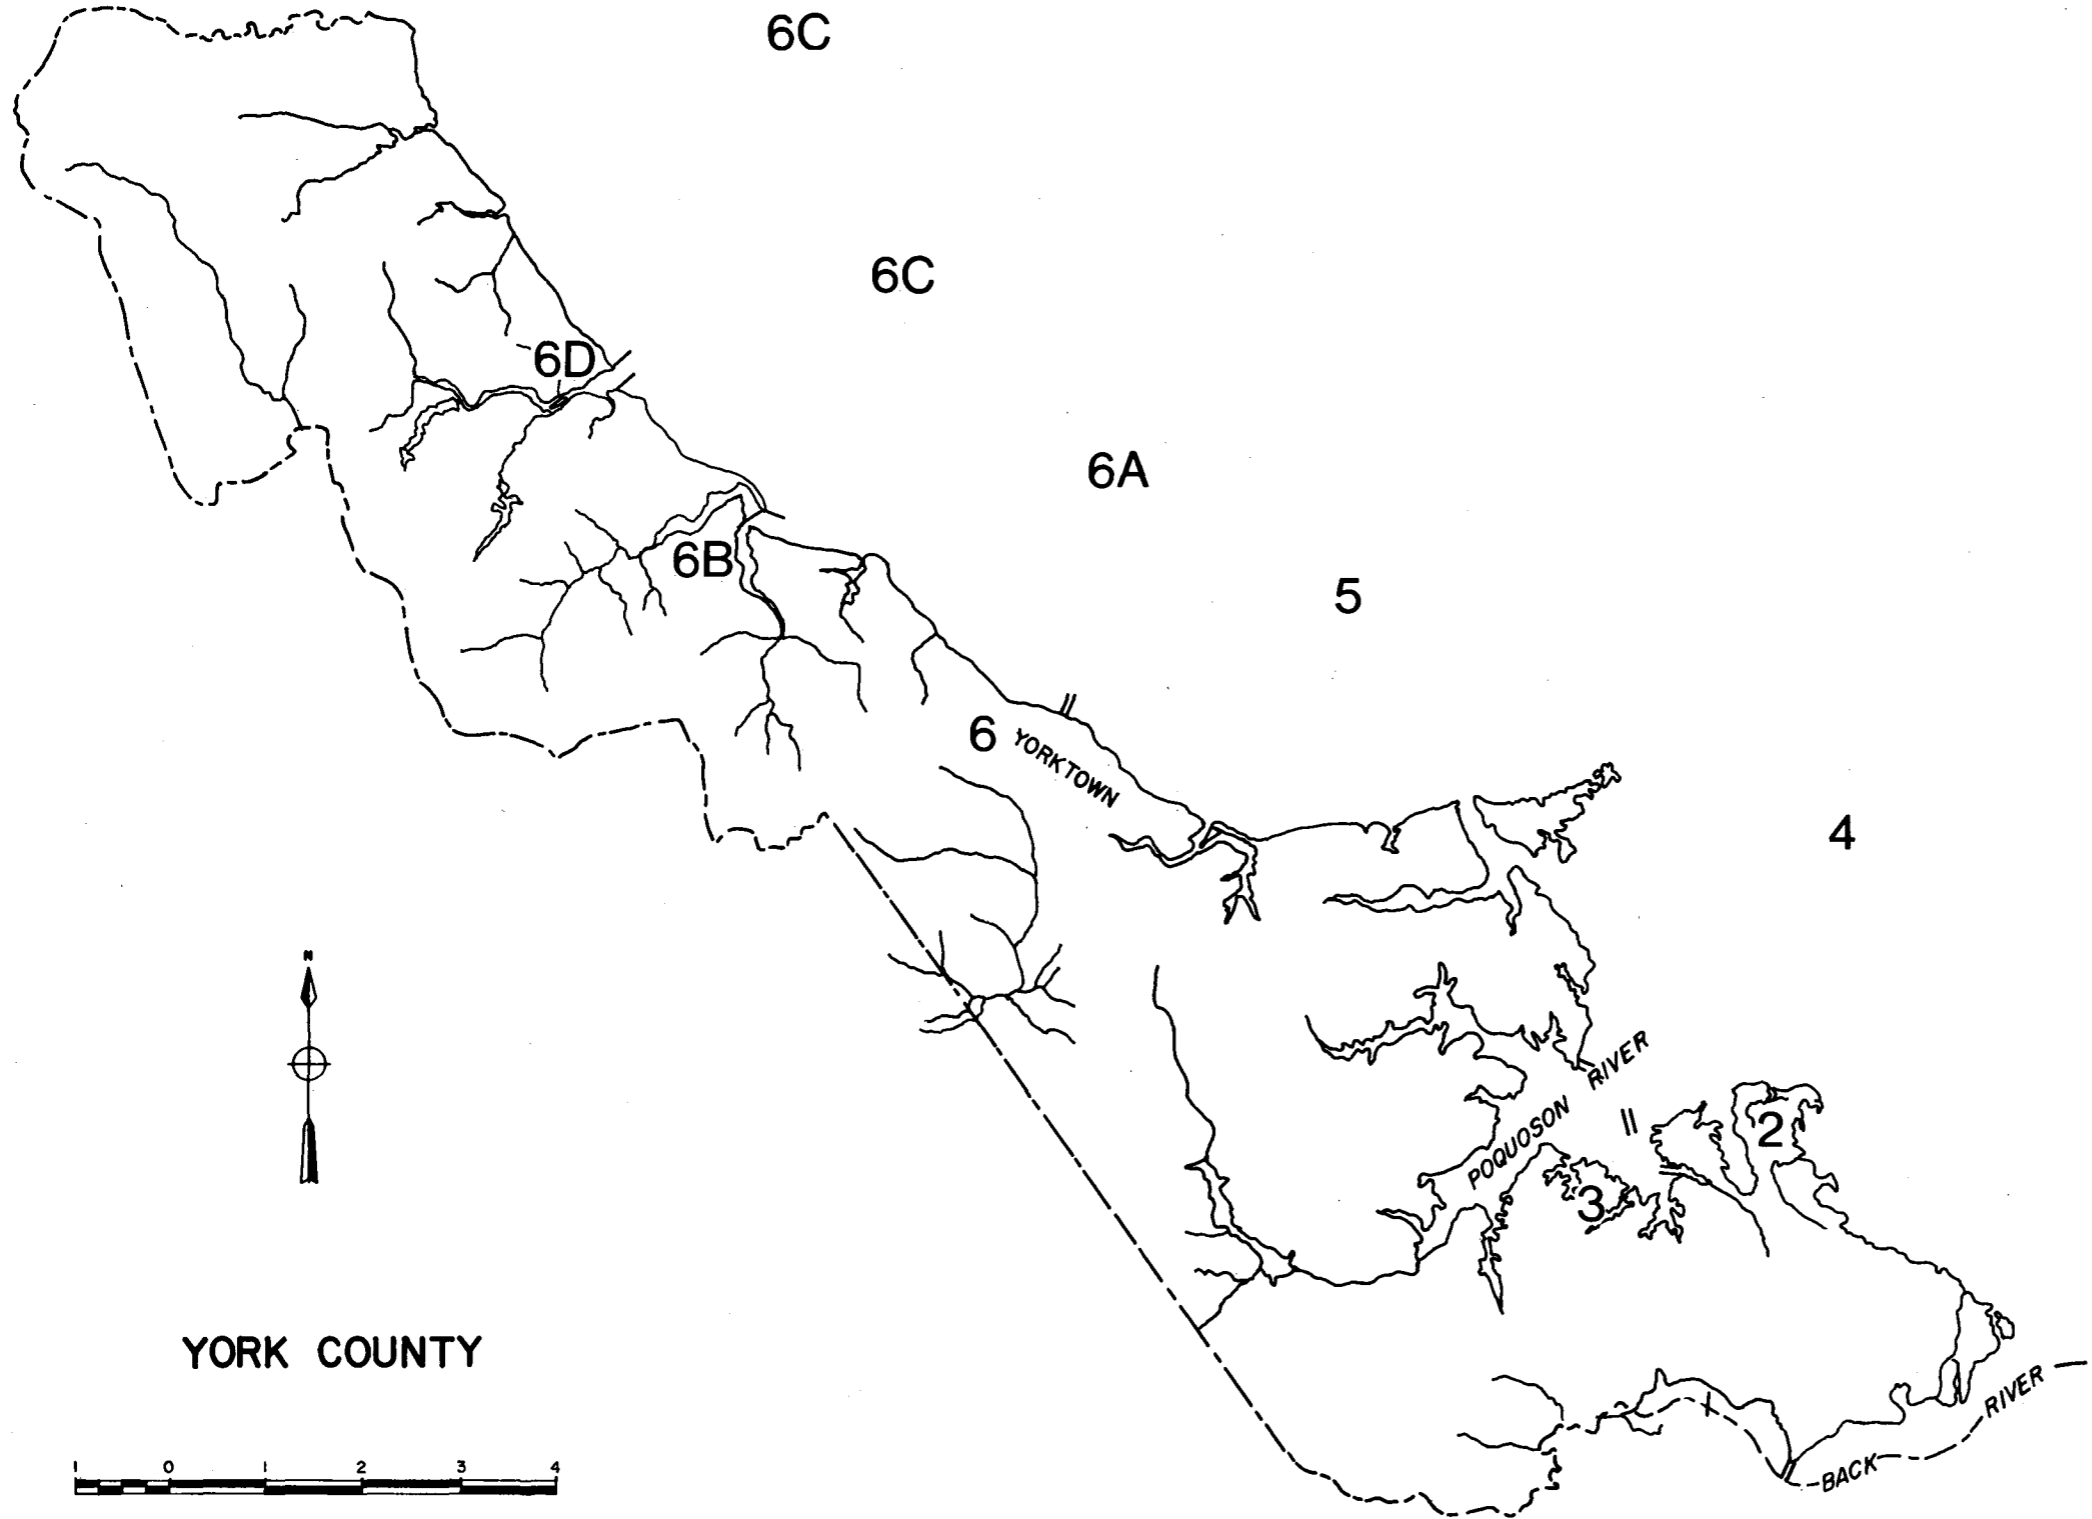 6C
6C
6D
6A
6B
5
6 YORKTOWN
4
N
POQUOSON RIVER
2
3
YORK COUNTY
1 0 1 2 3 4
BACK RIVER